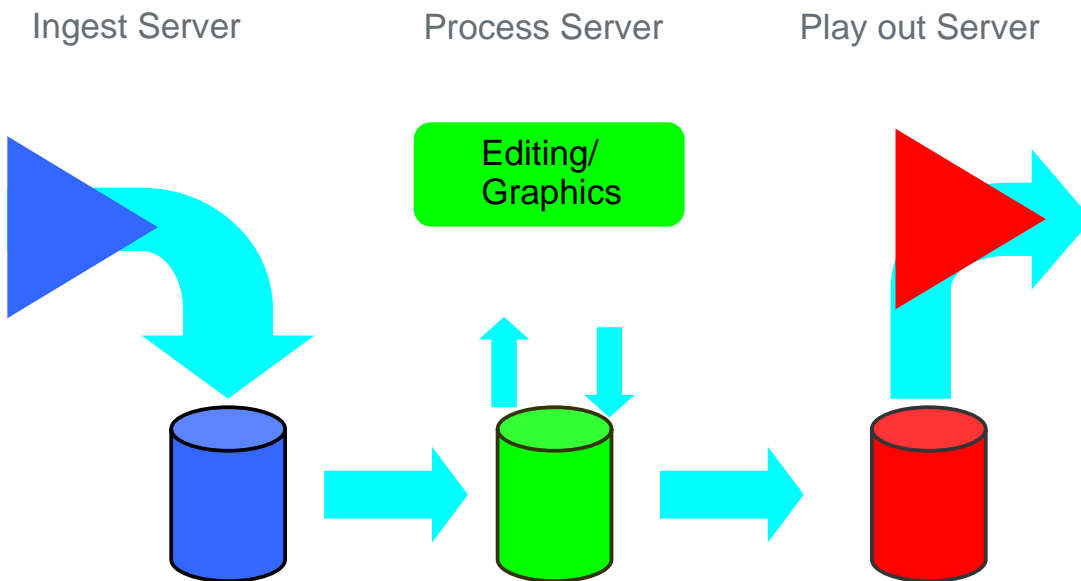 Ingest Server
Process Server
Play out Server
Editing/
Graphics